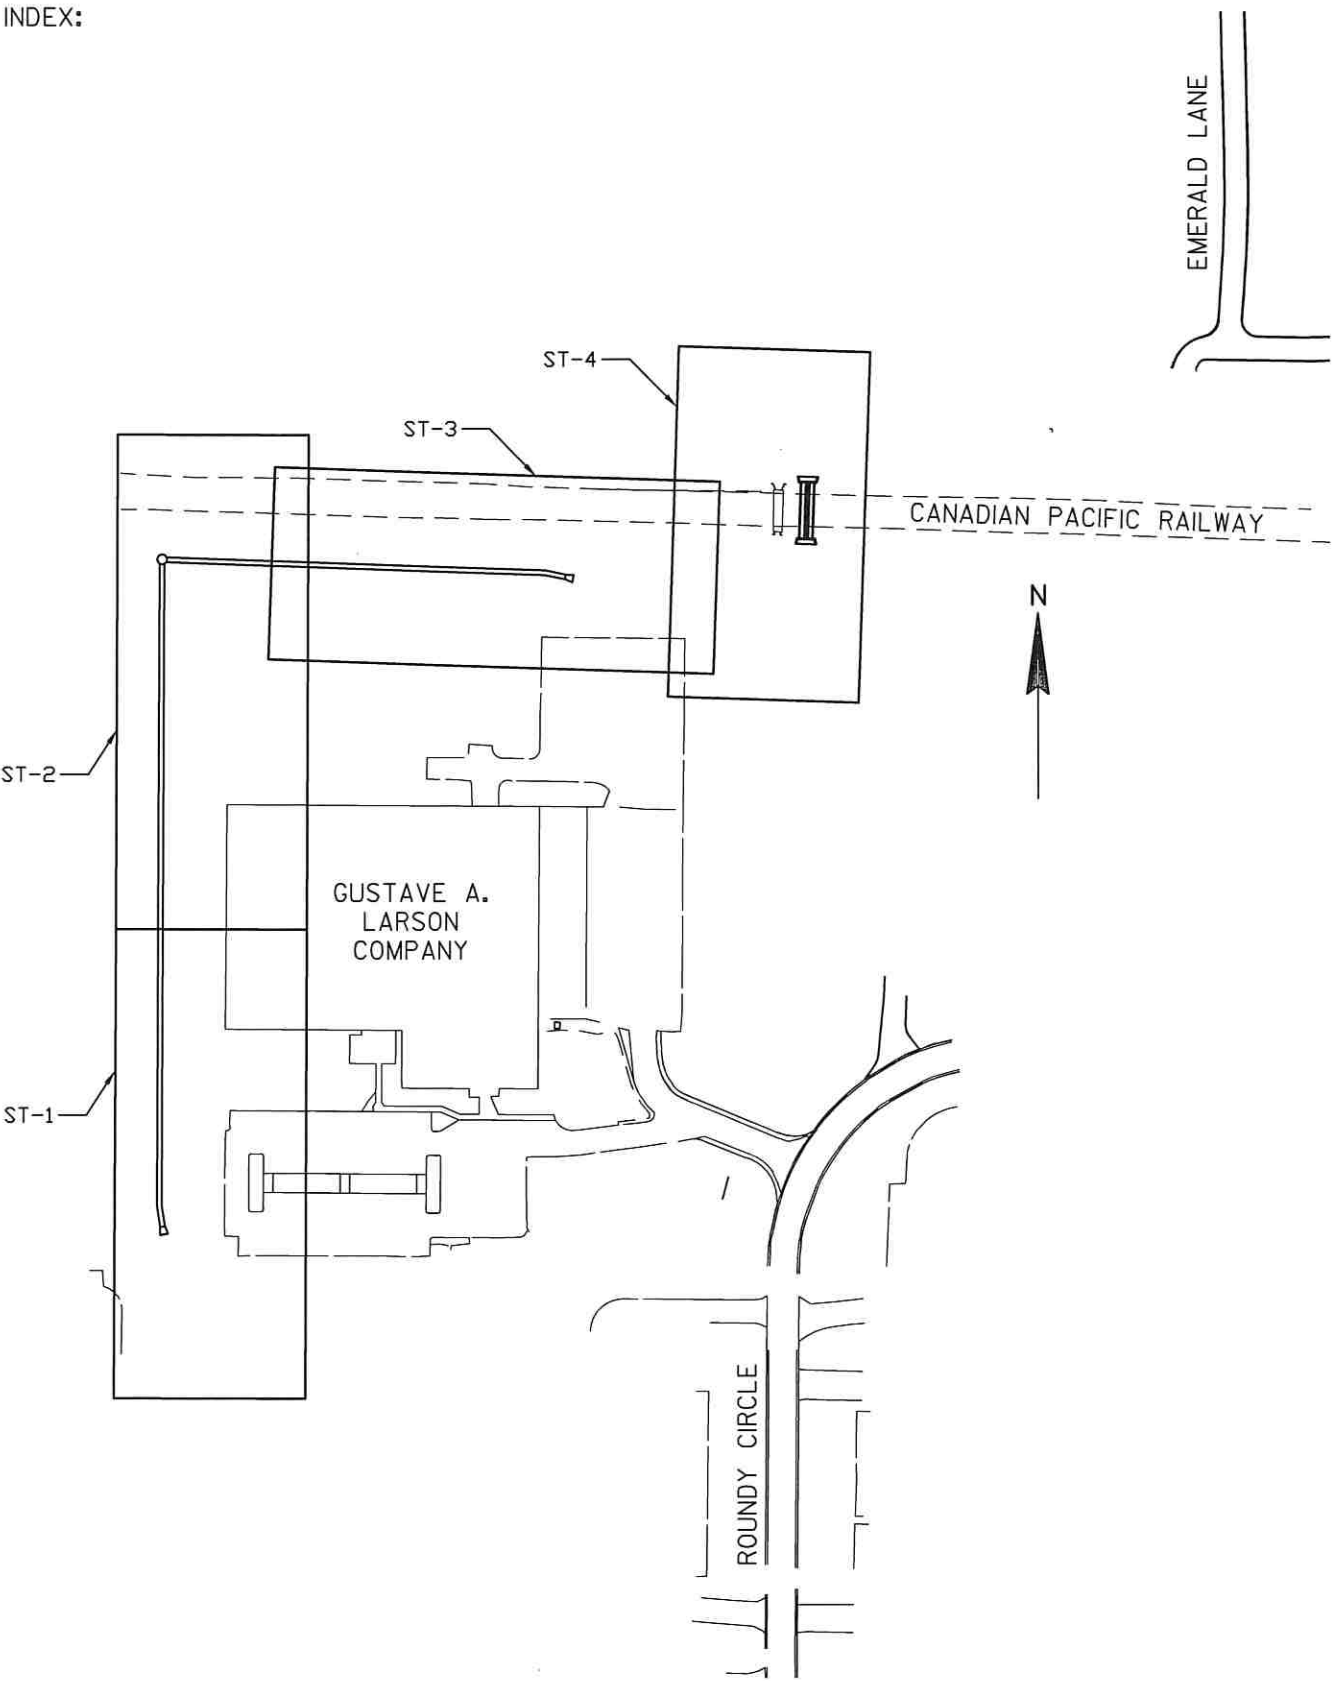 INDEX:
EMERALD LANE
ST-4
ST-3
CANADIAN PACIFIC RAILWAY
N
ST-2
GUSTAVE A.
LARSON
COMPANY
ST-1
ROUNDY CIRCLE